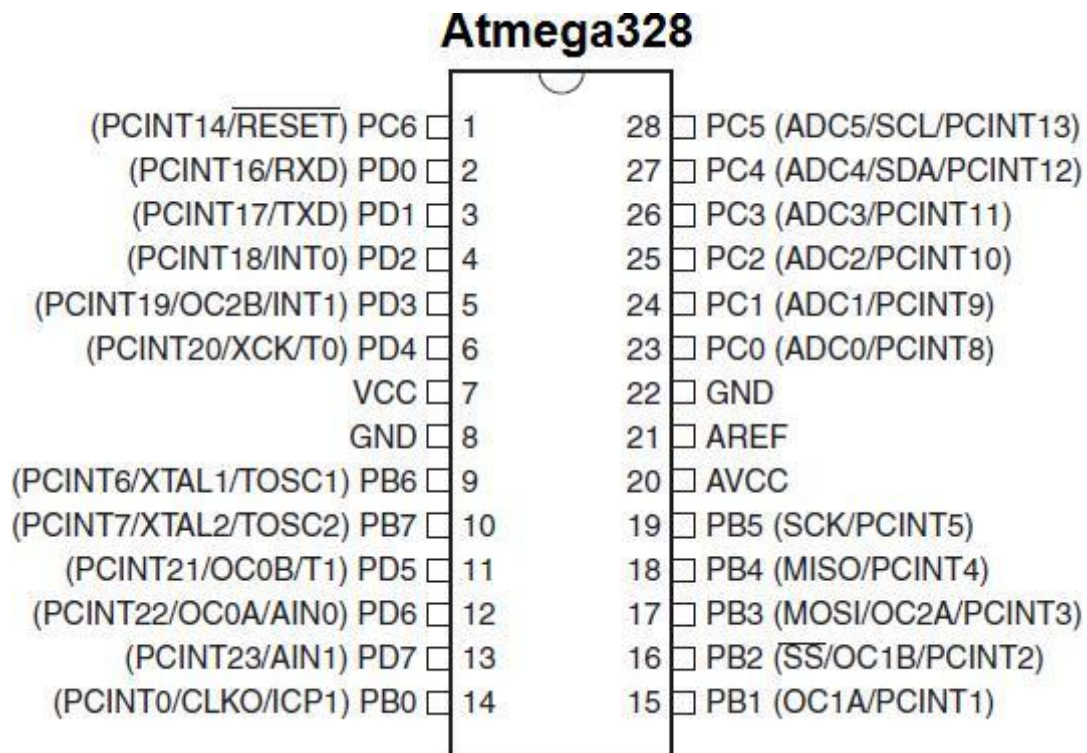 Atmega328
(PCINT14/RESET) PC6 1 28 PC5 (ADC5/SCL/PCINT13)
(PCINT16/RXD) PD0 2 27 PC4 (ADC4/SDA/PCINT12)
(PCINT17/TXD) PD1 3 26 PC3 (ADC3/PCINT11)
(PCINT18/INT0) PD2 4 25 PC2 (ADC2/PCINT10)
(PCINT19/OC2B/INT1) PD3 5 24 PC1 (ADC1/PCINT9)
(PCINT20/XCK/T0) PD4 6 23 PC0 (ADC0/PCINT8)
VCC 7 22 GND
GND 8 21 AREF
(PCINT6/XTAL1/TOSC1) PB6 9 20 AVCC
(PCINT7/XTAL2/TOSC2) PB7 10 19 PB5 (SCK/PCINT5)
(PCINT21/OC0B/T1) PD5 11 18 PB4 (MISO/PCINT4)
(PCINT22/OC0A/AIN0) PD6 12 17 PB3 (MOSI/OC2A/PCINT3)
(PCINT23/AIN1) PD7 13 16 PB2 (SS/OC1B/PCINT2)
(PCINT0/CLKO/ICP1) PB0 14 15 PB1 (OC1A/PCINT1)